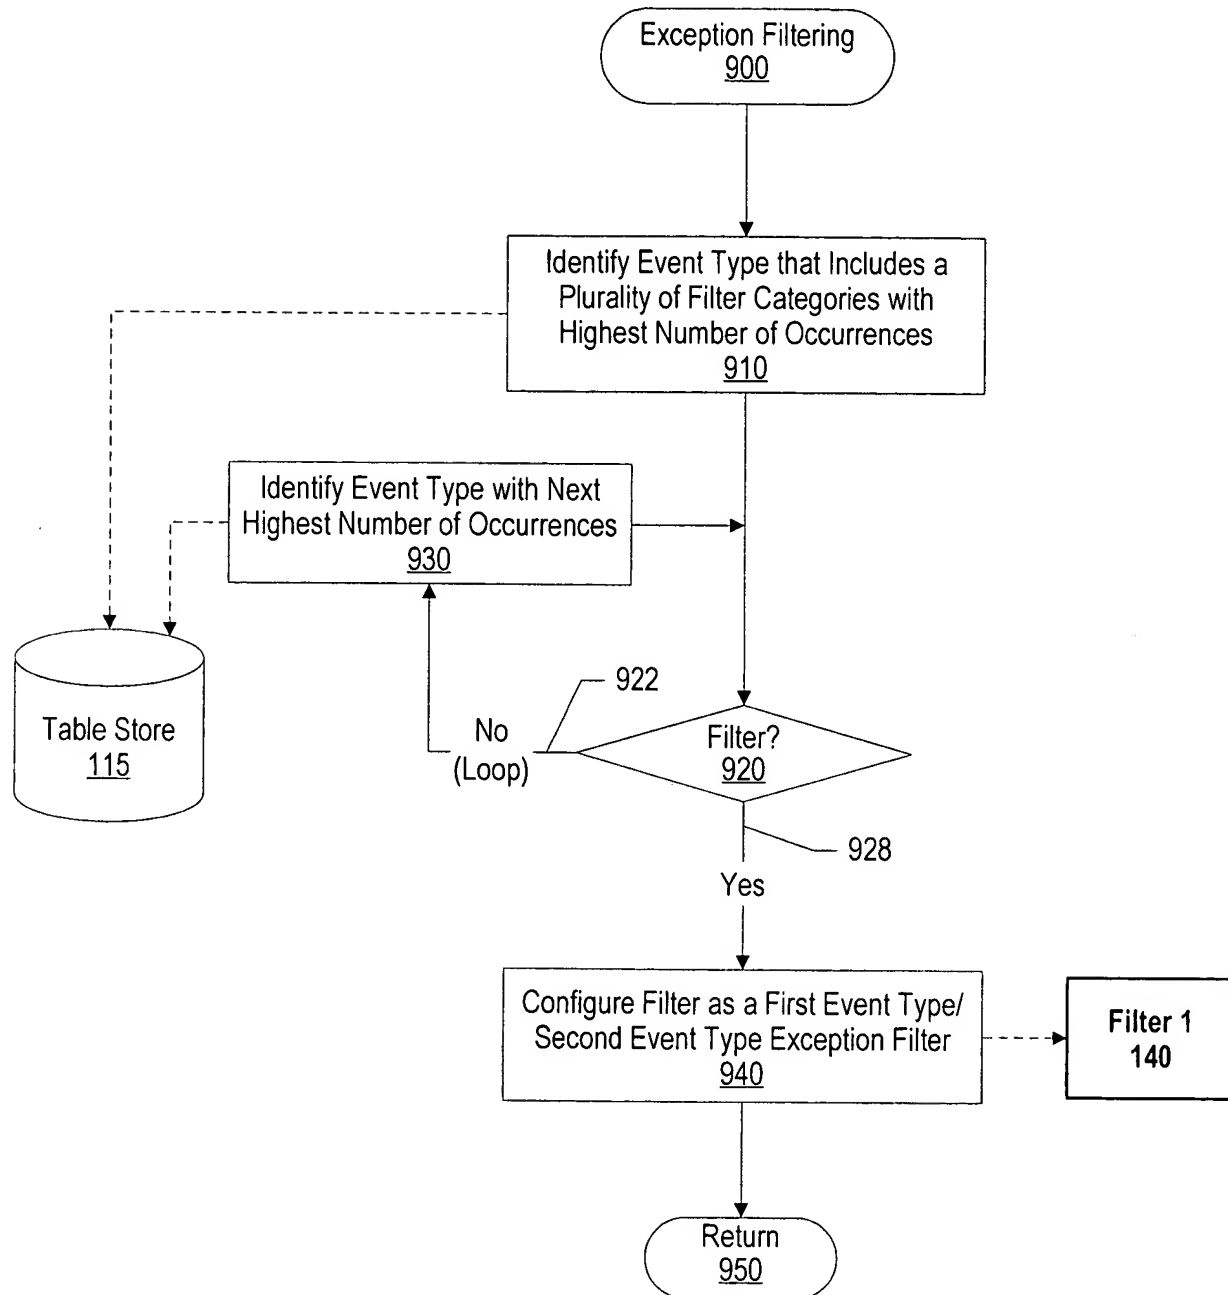 Exception Filtering
900
Identify Event Type that Includes a
Plurality of Filter Categories with
Highest Number of Occurrences
910
Identify Event Type with Next
Highest Number of Occurrences
930
Table Store
115
922
No
(Loop)
Filter?
920
928
Yes
Configure Filter as a First Event Type/
Second Event Type Exception Filter
940
Filter 1
140
Return
950